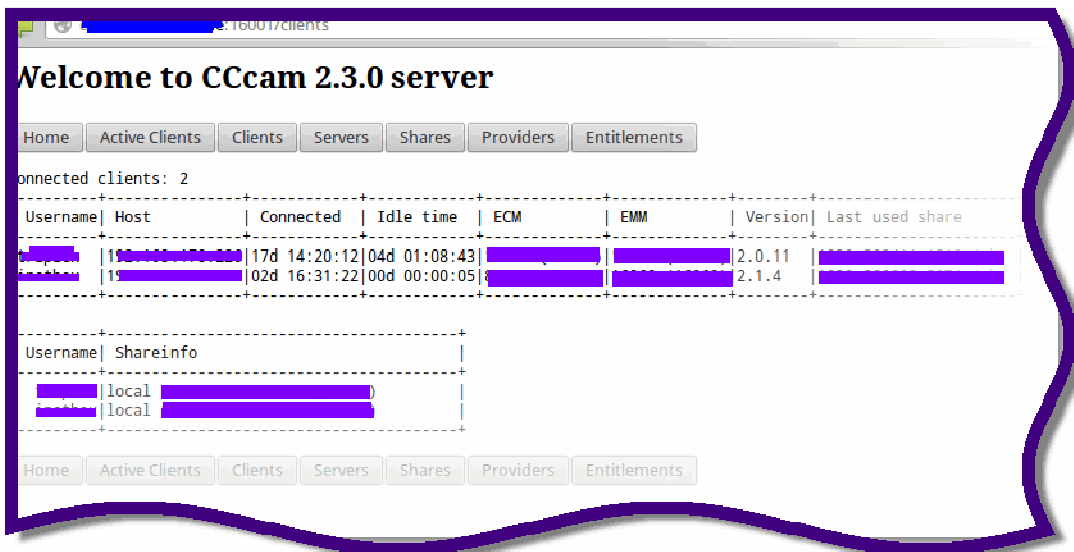 :16001/clients
Welcome to CCcam 2.3.0 server
Home Active Clients Clients Servers Shares Providers Entitlements
onnected clients: 2
Username| Host | Connected | Idle time | ECM | EMM | Version| Last used share
|17d 14:20:12|04d 01:08:43| |2.0.11 |
|02d 16:31:22|00d 00:00:05| |2.1.4 |
Username| Shareinfo |
|local ) |
|local |
Home Active Clients Clients Servers Shares Providers Entitlements